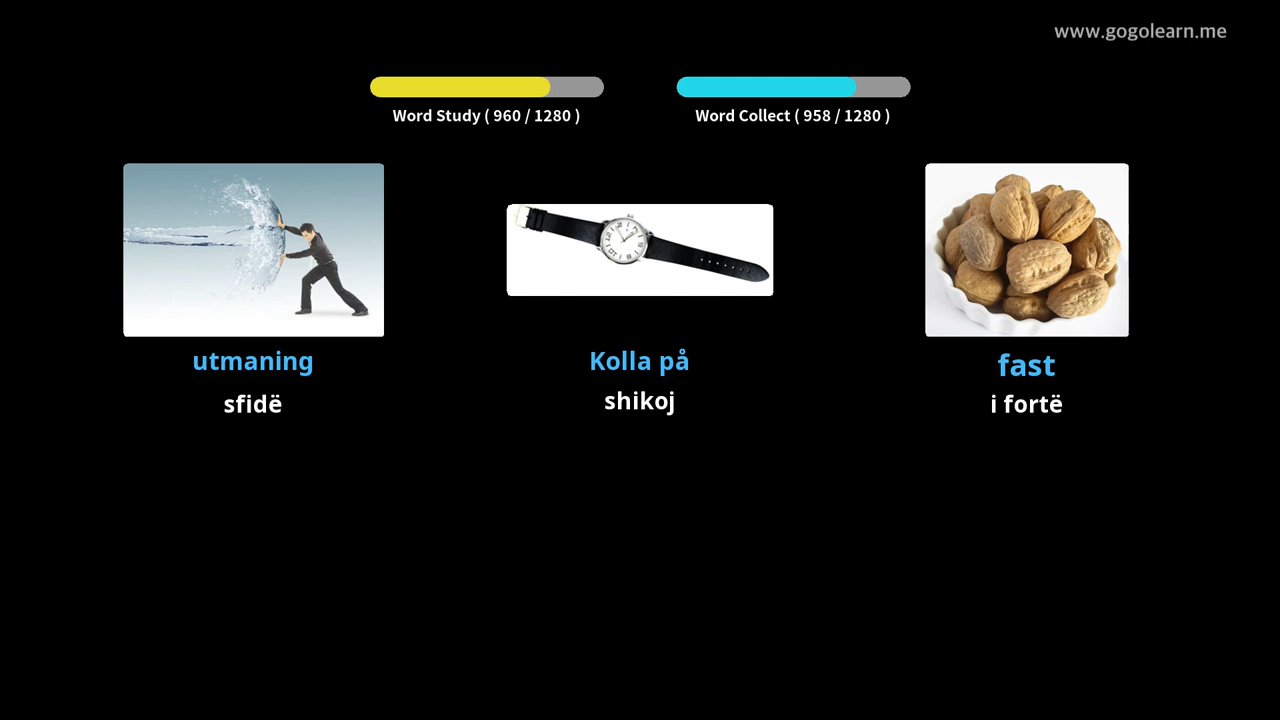 www.gogolearn.me
Word Study ( 960 / 1280 )
Word Collect ( 958 / 1280 )
utmaning
Kolla på
fast
sfidë
shikoj
i fortë